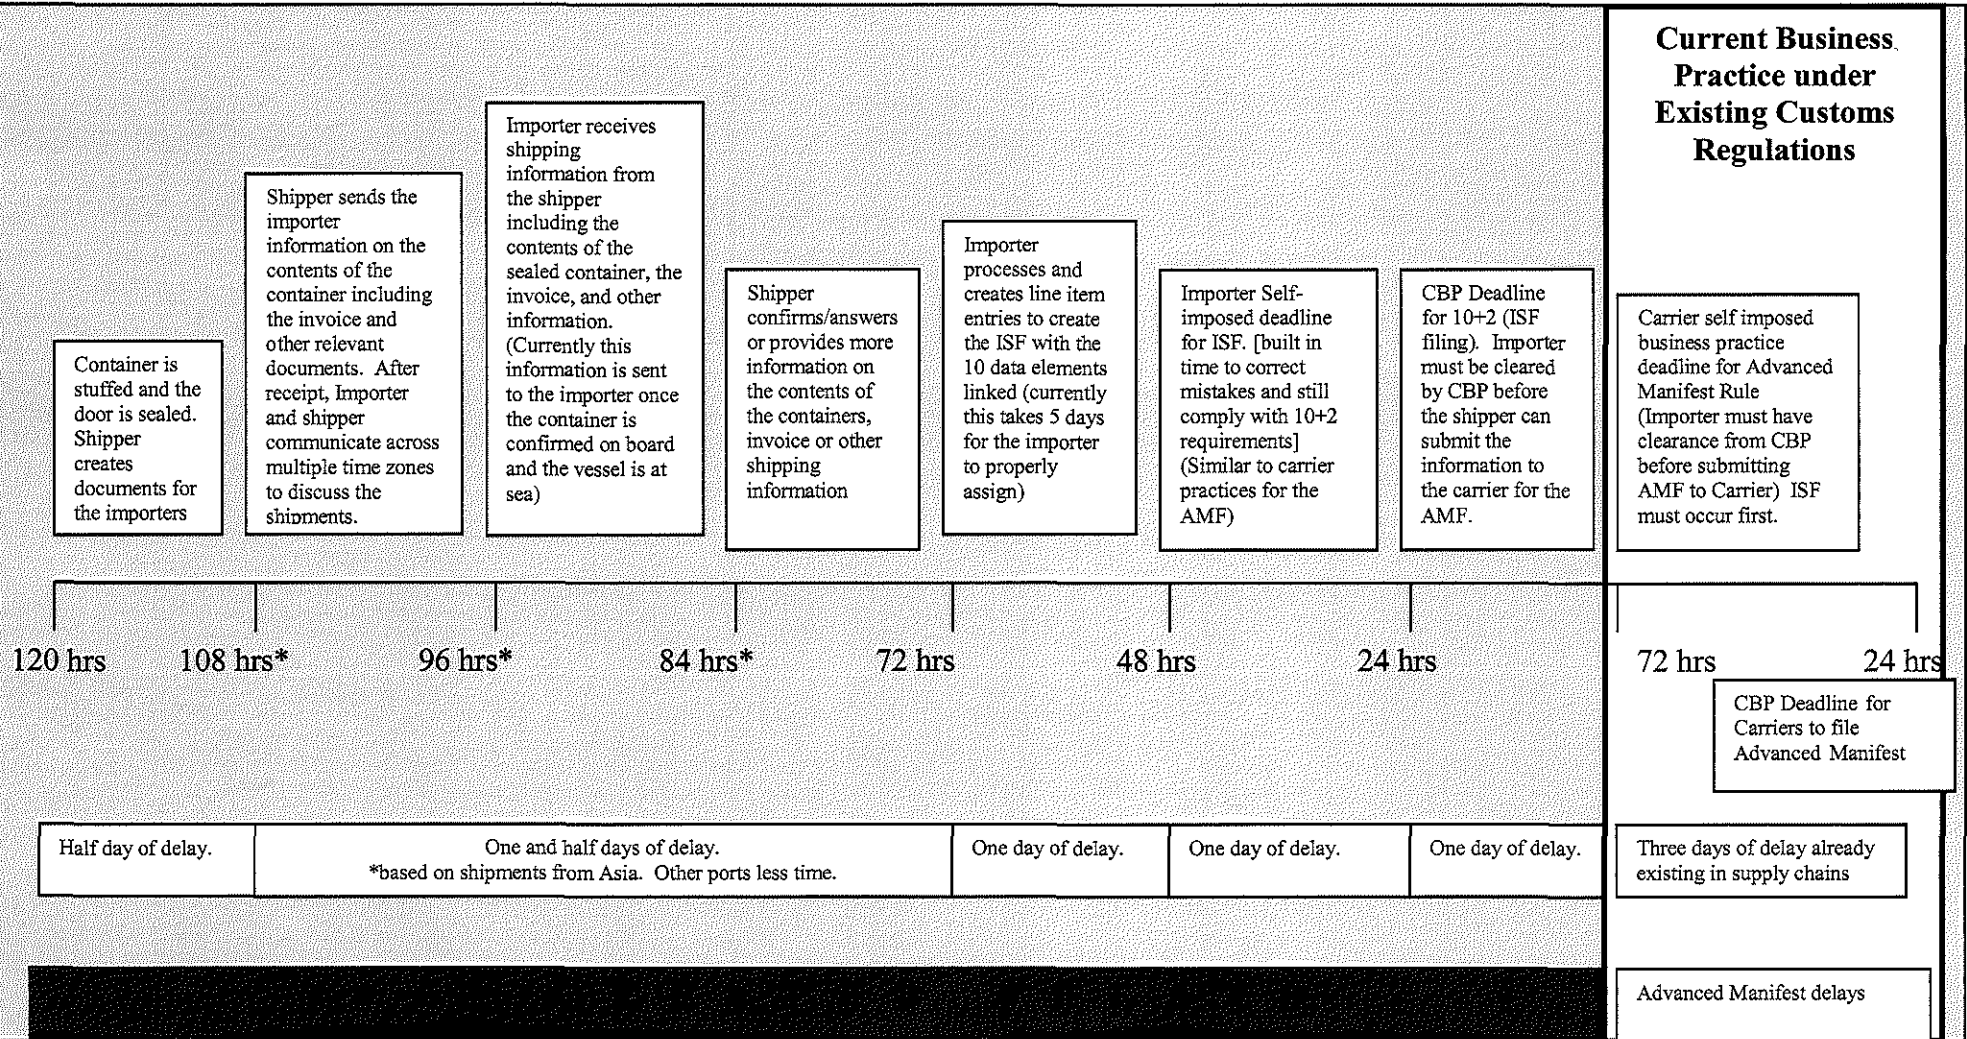 Current Business
Practice under
Existing Customs
Regulations
Container is
stuffed and the
door is sealed.
Shipper
creates
documents for
the importers
Shipper sends the
importer
information on the
contents of the
container including
the invoice and
other relevant
documents. After
receipt, Importer
and shipper
communicate across
multiple time zones
to discuss the
shipments.
Importer receives
shipping
information from
the shipper
including the
contents of the
sealed container, the
invoice, and other
information.
(Currently this
information is sent
to the importer once
the container is
confirmed on board
and the vessel is at
sea)
Shipper
confirms/answers
or provides more
information on
the contents of
the containers,
invoice or other
shipping
information
Importer
processes and
creates line item
entries to create
the ISF with the
10 data elements
linked (currently
this takes 5 days
for the importer
to properly
assign)
Importer Self-
imposed deadline
for ISF. [built in
time to correct
mistakes and still
comply with 10+2
requirements]
(Similar to carrier
practices for the
AMF)
CBP Deadline
for 10+2 (ISF
filing). Importer
must be cleared
by CBP before
the shipper can
submit the
information to
the carrier for the
AMF.
Carrier self imposed
business practice
deadline for Advanced
Manifest Rule
(Importer must have
clearance from CBP
before submitting
AMF to Carrier) ISF
must occur first.
120 hrs 108 hrs* 96 hrs* 84 hrs* 72 hrs 48 hrs 24 hrs 72 hrs 24 hrs
CBP Deadline for
Carriers to file
Advanced Manifest
Half day of delay.
One and half days of delay.
*based on shipments from Asia. Other ports less time.
One day of delay.
One day of delay.
One day of delay.
Three days of delay already
existing in supply chains
Advanced Manifest delays